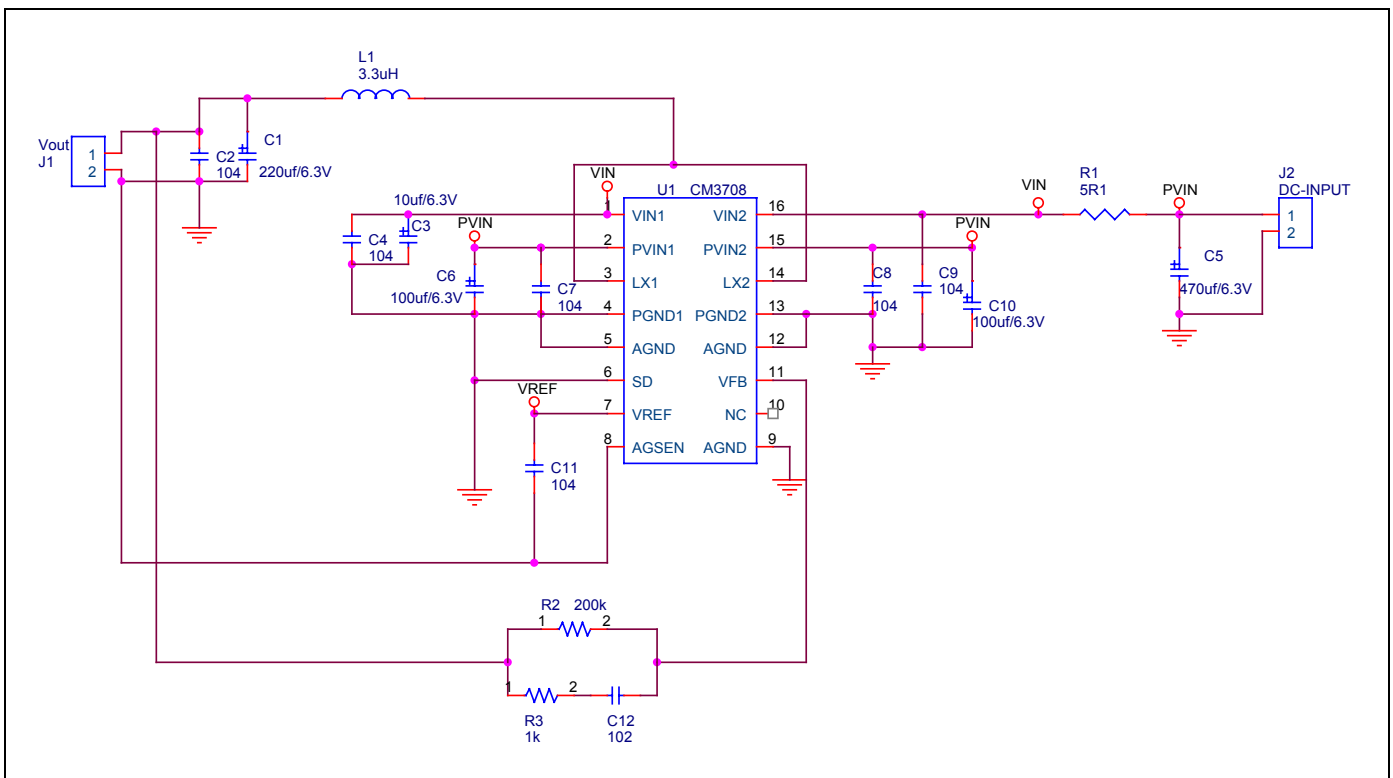 L1
3.3uH
Vout
J1
1
2
C2
104
C1
220uf/6.3V
10uf/6.3V
C4
104
C3
PVIN
C6
100uf/6.3V
C7
104
VIN
U1 CM3708
1 VIN1 VIN2 16
2 PVIN1 PVIN2 15
3 LX1 LX2 14
4 PGND1 PGND2 13
5 AGND AGND 12
6 SD VFB 11
7 VREF NC 10
8 AGSEN AGND 9
VREF
C11
104
C8
104
C9
104
PVIN
C10
100uf/6.3V
VIN
R1
5R1
PVIN
C5
470uf/6.3V
J2
DC-INPUT
1
2
R2 200k
1 2
1 2
R3
1k
C12
102